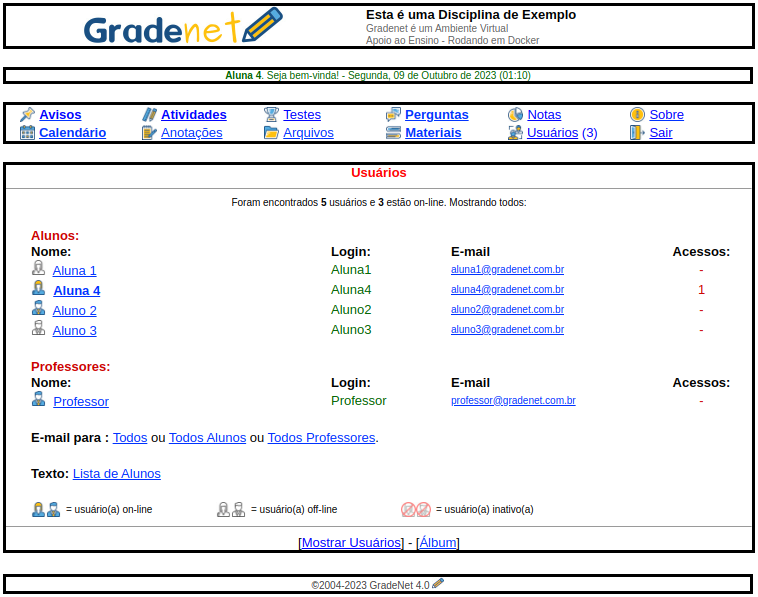 Gradenet
Esta é uma Disciplina de Exemplo
Gradenet é um Ambiente Virtual
Apoio ao Ensino - Rodando em Docker
Aluna 4. Seja bem-vinda! - Segunda, 09 de Outubro de 2023 (01:10)
Avisos Atividades Testes Perguntas Notas Sobre
Calendário Anotações Arquivos Materiais Usuários (3) Sair
Usuários
Foram encontrados 5 usuários e 3 estão on-line. Mostrando todos:
Alunos:
Nome: Login: E-mail Acessos:
Aluna 1 Aluna1 aluna1@gradenet.com.br -
Aluna 4 Aluna4 aluna4@gradenet.com.br 1
Aluno 2 Aluno2 aluno2@gradenet.com.br -
Aluno 3 Aluno3 aluno3@gradenet.com.br -
Professores:
Nome: Login: E-mail Acessos:
Professor Professor professor@gradenet.com.br -
E-mail para : Todos ou Todos Alunos ou Todos Professores.
Texto: Lista de Alunos
= usuário(a) on-line = usuário(a) off-line = usuário(a) inativo(a)
[Mostrar Usuários] - [Álbum]
©2004-2023 GradeNet 4.0